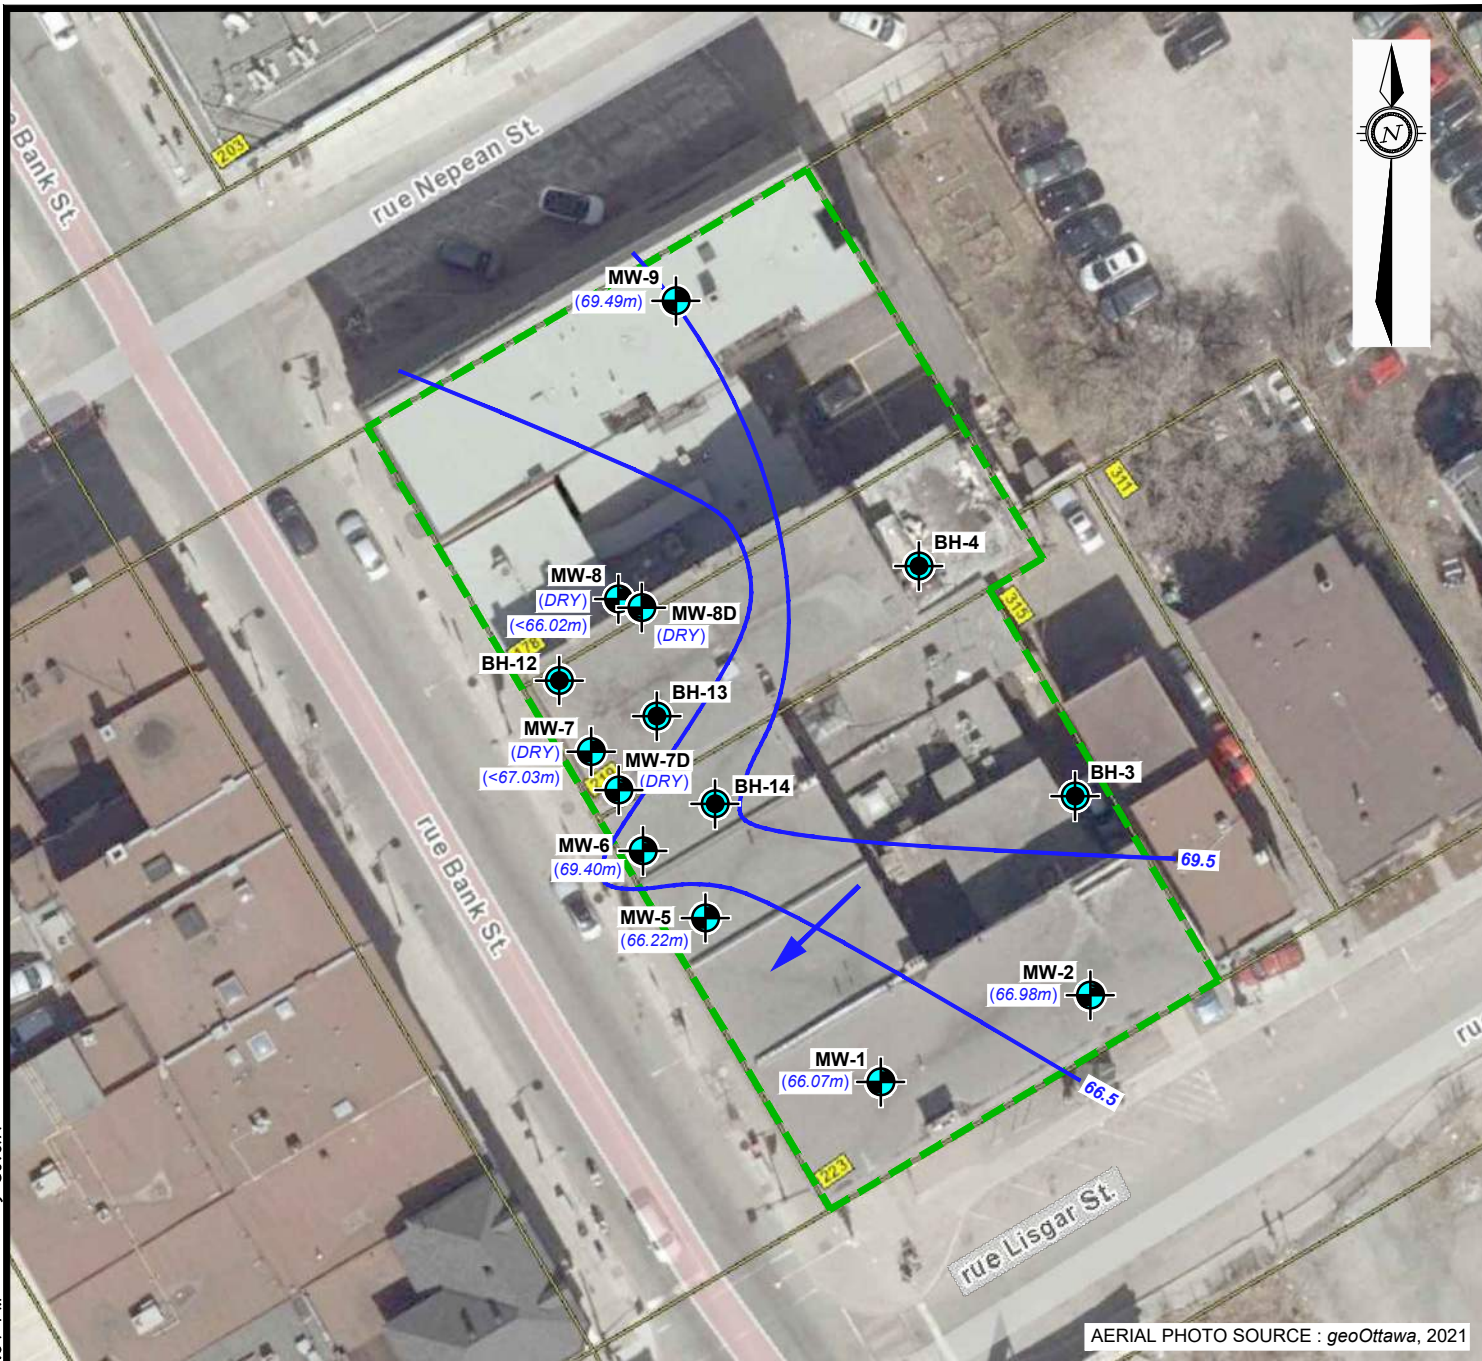 Bank St.
203
rue Nepean St.
N
MW-9
(69.49m)
311
BH-4
MW-8
(DRY)
(<66.02m)
MW-8D
(DRY)
315
178
BH-12
BH-13
MW-7
(DRY)
(<67.03m)
MW-7D
(DRY)
219
BH-14
BH-3
MW-6
(69.40m)
69.5
rue Bank St.
MW-5
(66.22m)
MW-2
(66.98m)
MW-1
(66.07m)
66.5
223
rue Lisgar St.
AERIAL PHOTO SOURCE : geoOttawa, 2021